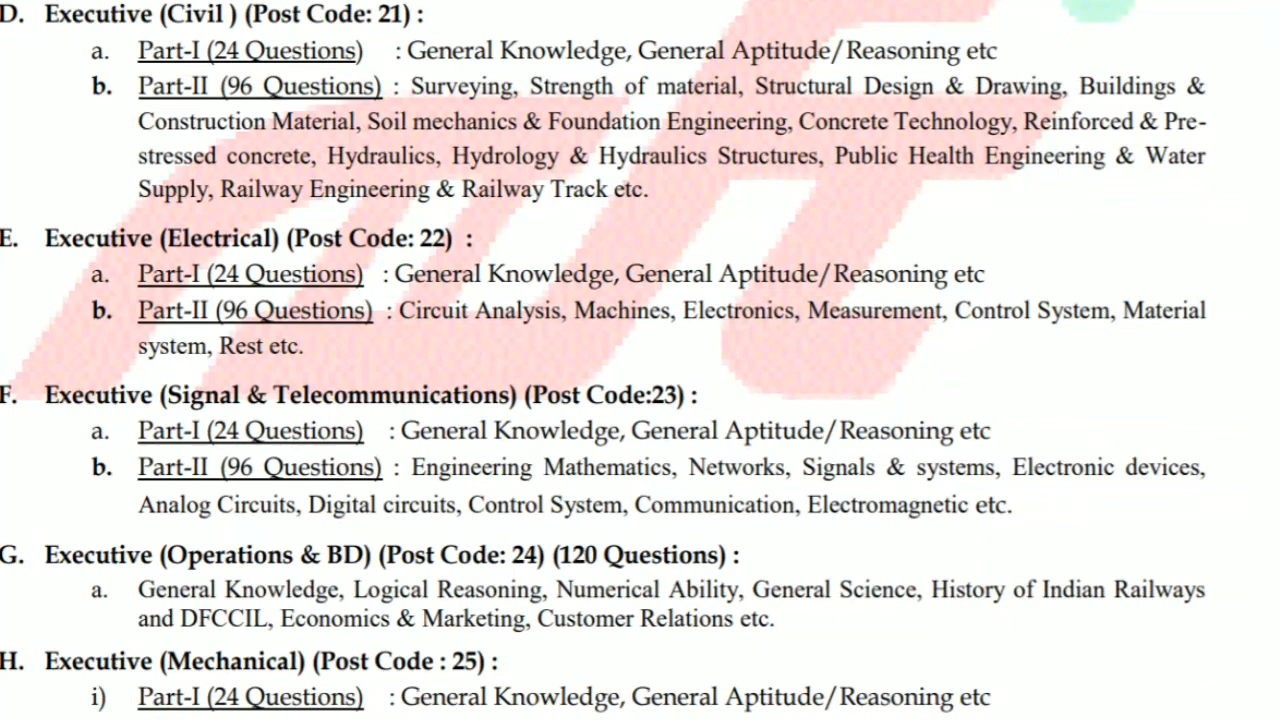 D. Executive (Civil ) (Post Code: 21) :
a. Part-I (24 Questions) : General Knowledge, General Aptitude/Reasoning etc
b. Part-II (96 Questions) : Surveying, Strength of material, Structural Design & Drawing, Buildings &
Construction Material, Soil mechanics & Foundation Engineering, Concrete Technology, Reinforced & Pre-
stressed concrete, Hydraulics, Hydrology & Hydraulics Structures, Public Health Engineering & Water
Supply, Railway Engineering & Railway Track etc.
E. Executive (Electrical) (Post Code: 22) :
a. Part-I (24 Questions) : General Knowledge, General Aptitude/Reasoning etc
b. Part-II (96 Questions) : Circuit Analysis, Machines, Electronics, Measurement, Control System, Material
system, Rest etc.
F. Executive (Signal & Telecommunications) (Post Code:23) :
a. Part-I (24 Questions) : General Knowledge, General Aptitude/Reasoning etc
b. Part-II (96 Questions) : Engineering Mathematics, Networks, Signals & systems, Electronic devices,
Analog Circuits, Digital circuits, Control System, Communication, Electromagnetic etc.
G. Executive (Operations & BD) (Post Code: 24) (120 Questions) :
a. General Knowledge, Logical Reasoning, Numerical Ability, General Science, History of Indian Railways
and DFCCIL, Economics & Marketing, Customer Relations etc.
H. Executive (Mechanical) (Post Code : 25) :
i) Part-I (24 Questions) : General Knowledge, General Aptitude/Reasoning etc